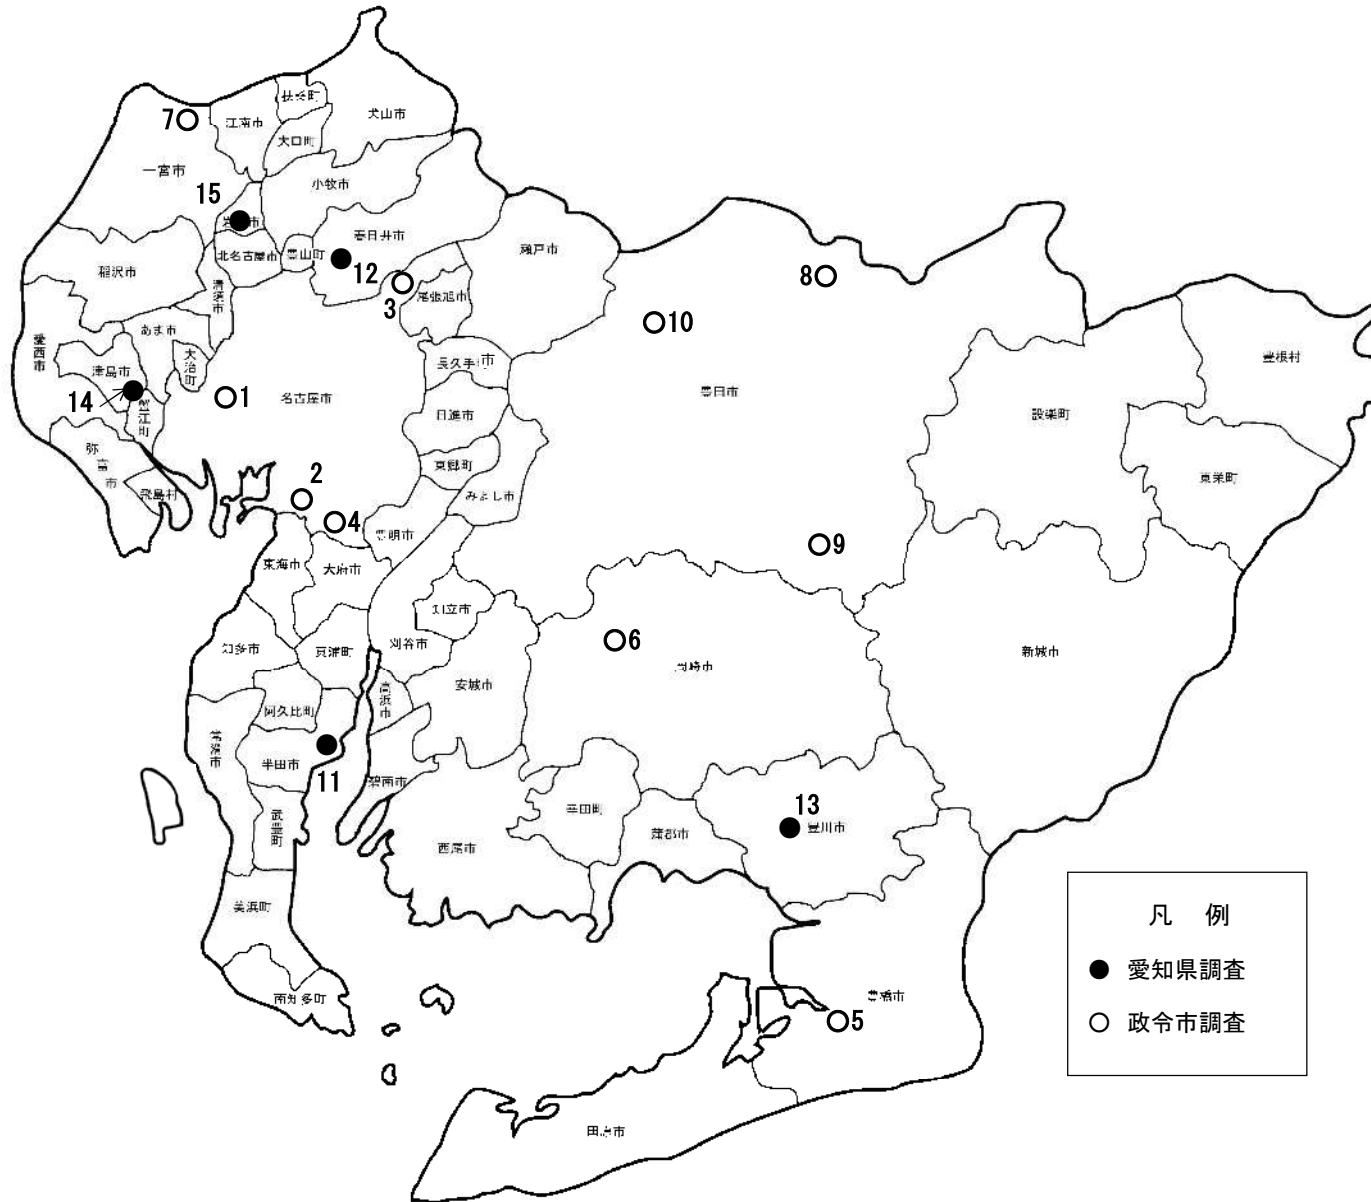 扶桑町
犬山市
7
江南市
大口町
一宮市
小牧市
15
岩倉市
春日井市
北名古屋市
豊山町
瀬戸市
稲沢市
12
8
清須市
3
尾張旭市
あま市
10
愛西市
大治町
長久手市
豊根村
津島市
豊田市
14
1
名古屋市
設楽町
蟹江町
日進市
弥富市
東郷町
2
飛島村
みよし市
東栄町
4
豊明市
9
東海市
大府市
知立市
6
刈谷市
知多市
東浦町
岡崎市
新城市
高浜市
安城市
阿久比町
常滑市
半田市
11
碧南市
13
武豊町
幸田町
蒲郡市
豊川市
西尾市
美浜町
南知多町
豊橋市
5
田原市
凡 例
● 愛知県調査
○ 政令市調査